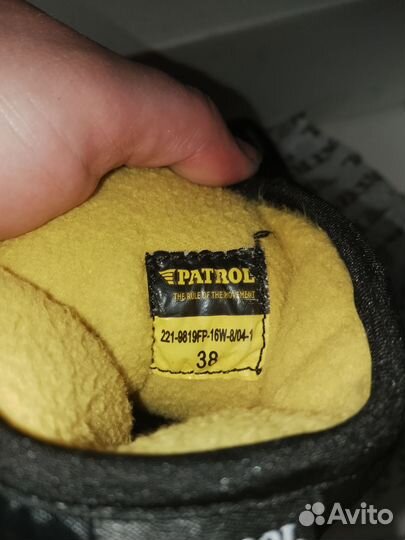 PATROL
THE RULE OF THE MOVEMENT
221-9819FP-16W-8/04-1
38
Avito